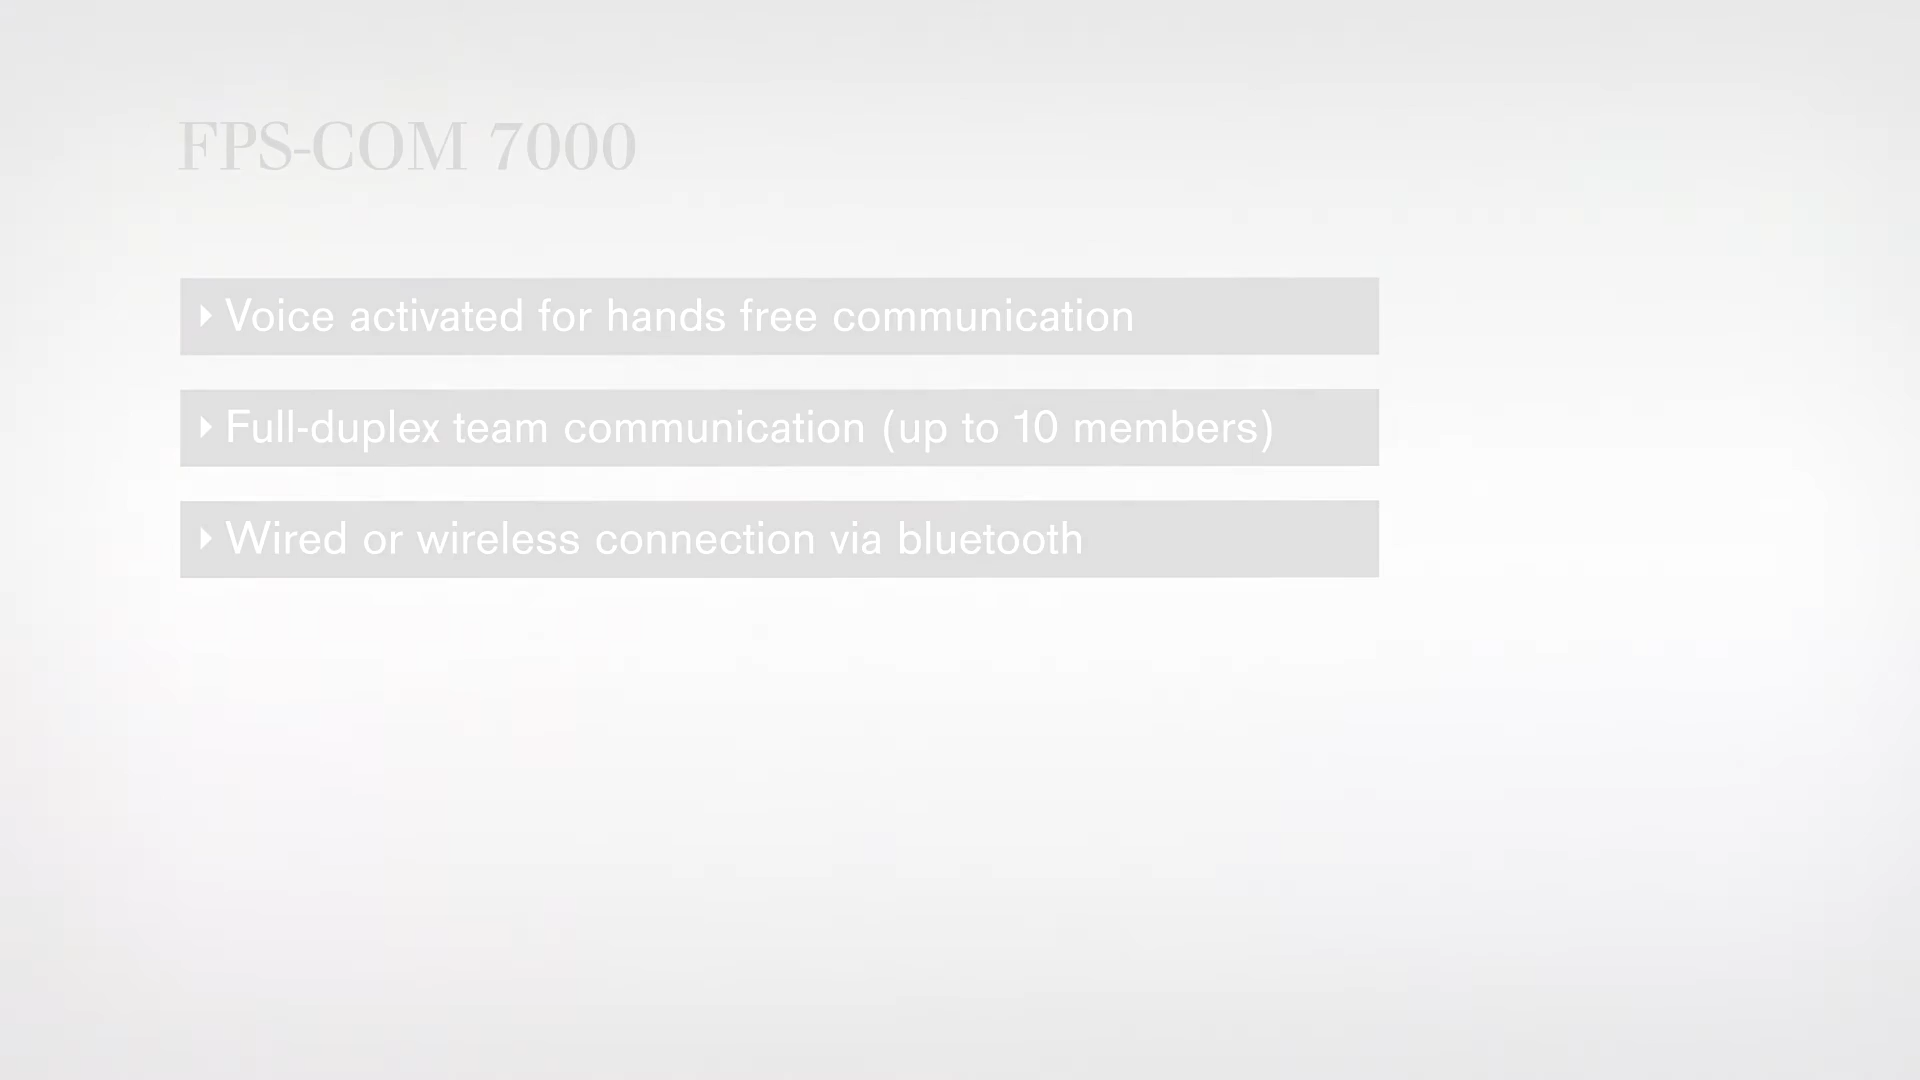 FPS-COM 7000
Voice activated for hands free communication
Full-duplex team communication (up to 10 members)
Wired or wireless connection via bluetooth